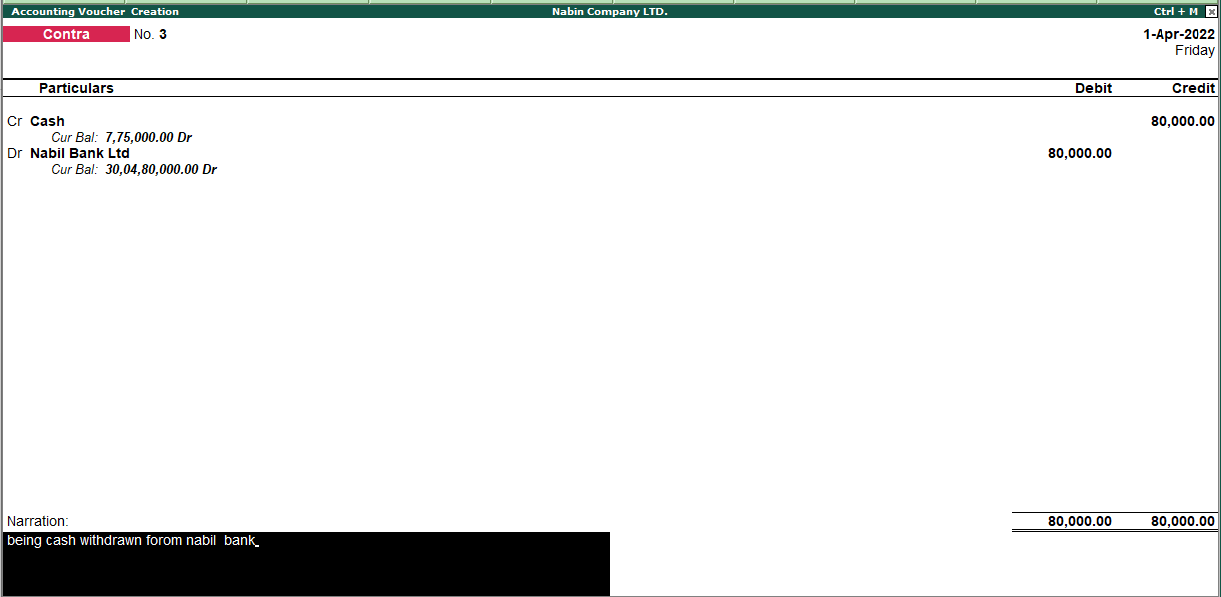 Accounting Voucher Creation Nabin Company LTD. Ctrl + M
Contra No. 3 1-Apr-2022
Friday
Particulars Debit Credit
Cr Cash 80,000.00
Cur Bal: 7,75,000.00 Dr
Dr Nabil Bank Ltd 80,000.00
Cur Bal: 30,04,80,000.00 Dr
Narration: 80,000.00 80,000.00
being cash withdrawn forom nabil bank